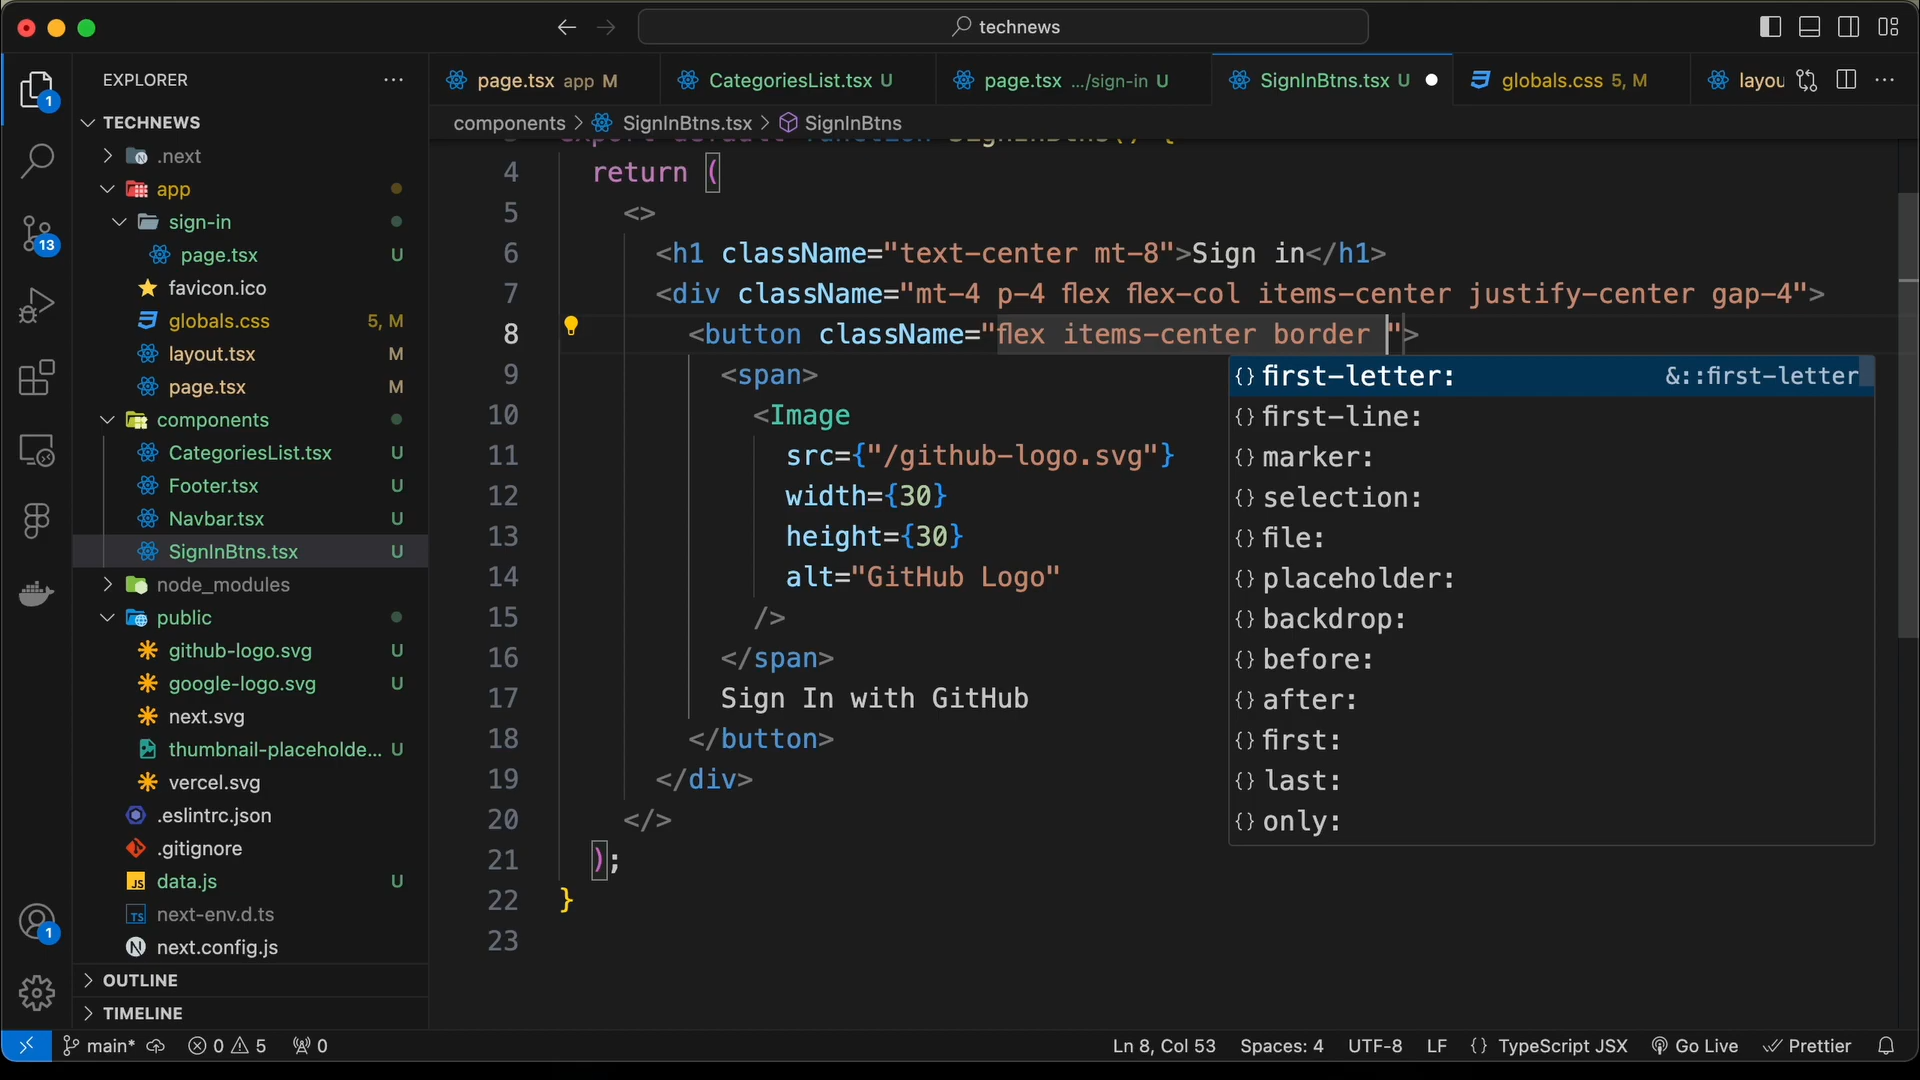 technews
EXPLORER
TECHNEWS
.next
app
sign-in
page.tsx U
favicon.ico
globals.css 5, M
layout.tsx M
page.tsx M
components
CategoriesList.tsx U
Footer.tsx U
Navbar.tsx U
SignInBtns.tsx U
node_modules
public
github-logo.svg U
google-logo.svg U
next.svg
thumbnail-placeholde... U
vercel.svg
.eslintrc.json
.gitignore
data.js U
next-env.d.ts
next.config.js
OUTLINE
TIMELINE
1
13
1
page.tsx app M
CategoriesList.tsx U
page.tsx .../sign-in U
SignInBtns.tsx U
globals.css 5, M
layou
components > SignInBtns.tsx > SignInBtns
export default function SignInBtns() {
4 return (
5 <>
6 <h1 className="text-center mt-8">Sign in</h1>
7 <div className="mt-4 p-4 flex flex-col items-center justify-center gap-4">
8 <button className="flex items-center border ">
9 <span>
10 <Image
11 src={"/github-logo.svg"}
12 width={30}
13 height={30}
14 alt="GitHub Logo"
15 />
16 </span>
17 Sign In with GitHub
18 </button>
19 </div>
20 </>
21 );
22 }
23
{} first-letter: &::first-letter
{} first-line:
{} marker:
{} selection:
{} file:
{} placeholder:
{} backdrop:
{} before:
{} after:
{} first:
{} last:
{} only:
main* 0 5 0 Ln 8, Col 53 Spaces: 4 UTF-8 LF {} TypeScript JSX Go Live Prettier